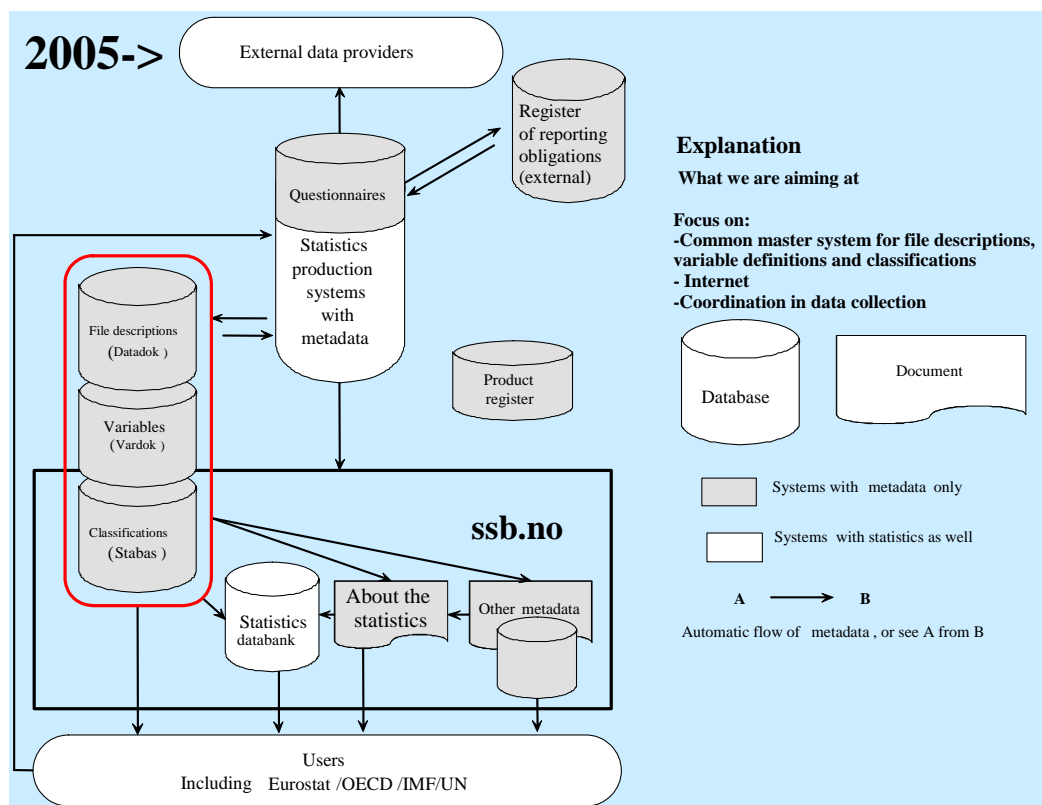 2005->
External data providers
Register
of reporting
obligations
(external)
Questionnaires
Statistics
production
systems
with
metadata
File descriptions
(Datadok )
Variables
(Vardok )
Classifications
(Stabas )
Product
register
ssb.no
Statistics
databank
About the
statistics
Other metadata
Users
Including Eurostat /OECD /IMF/UN
Explanation
What we are aiming at
Focus on:
-Common master system for file descriptions,
variable definitions and classifications
- Internet
-Coordination in data collection
Database
Document
Systems with metadata only
Systems with statistics as well
A B
Automatic flow of metadata , or see A from B